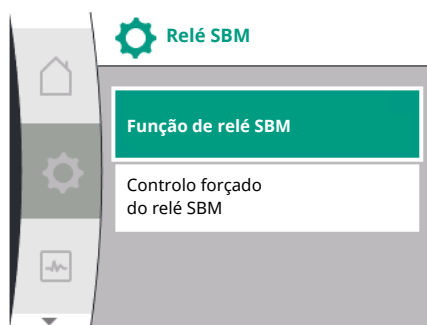 Relé SBM
Função de relé SBM
Controlo forçado
do relé SBM